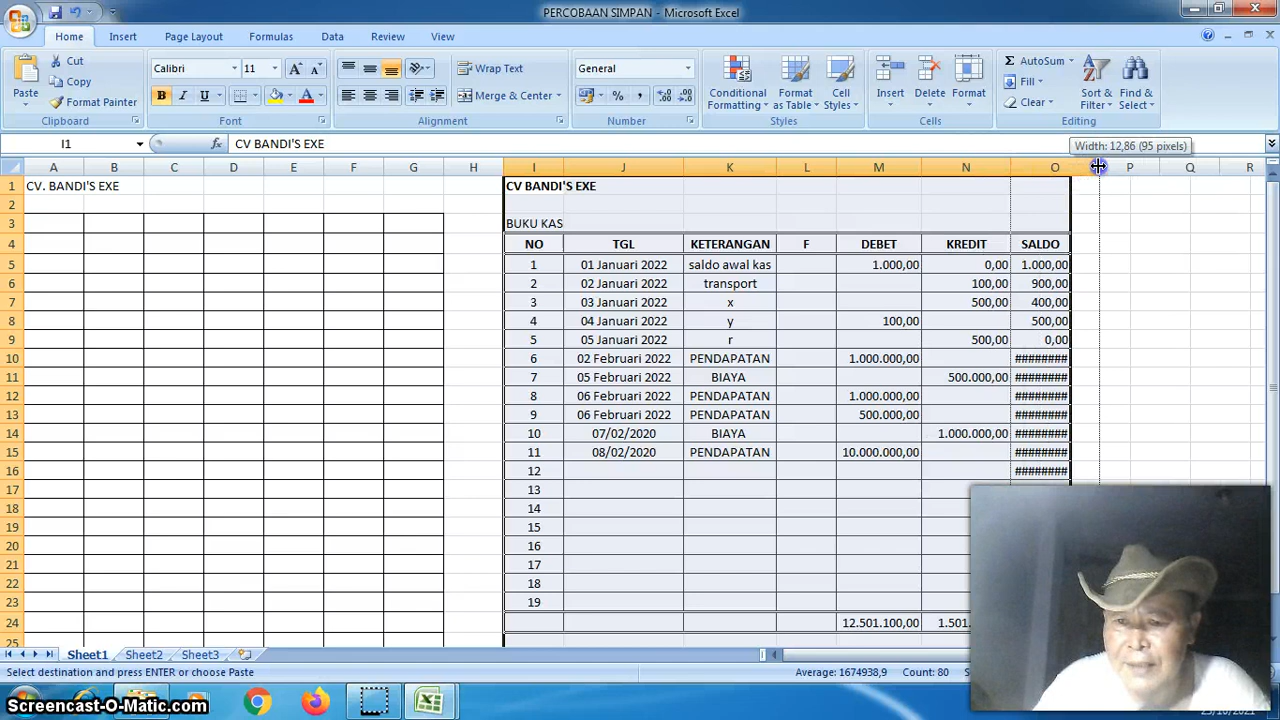 PERCOBAAN SIMPAN - Microsoft Excel
Home Insert Page Layout Formulas Data Review View
Paste Cut Copy Format Painter Clipboard
Calibri 11 B I U A A A Font
Wrap Text Merge & Center Alignment
General % , Number
Conditional Formatting Format as Table Cell Styles Styles
Insert Delete Format Cells
Σ AutoSum Fill Clear Sort & Filter Find & Select Editing
Width: 12,86 (95 pixels)
I1 fx CV BANDI'S EXE
A B C D E F G H I J K L M N O P Q R
1 CV. BANDI'S EXE CV BANDI'S EXE
2
3 BUKU KAS
4 NO TGL KETERANGAN F DEBET KREDIT SALDO
5 1 01 Januari 2022 saldo awal kas 1.000,00 0,00 1.000,00
6 2 02 Januari 2022 transport 100,00 900,00
7 3 03 Januari 2022 x 500,00 400,00
8 4 04 Januari 2022 y 100,00 500,00
9 5 05 Januari 2022 r 500,00 0,00
10 6 02 Februari 2022 PENDAPATAN 1.000.000,00 ########
11 7 05 Februari 2022 BIAYA 500.000,00 ########
12 8 06 Februari 2022 PENDAPATAN 1.000.000,00 ########
13 9 06 Februari 2022 PENDAPATAN 500.000,00 ########
14 10 07/02/2020 BIAYA 1.000.000,00 ########
15 11 08/02/2020 PENDAPATAN 10.000.000,00 ########
16 12 ########
17 13
18 14
19 15
20 16
21 17
22 18
23 19
24 12.501.100,00 1.501.
25
Sheet1 Sheet2 Sheet3
Select destination and press ENTER or choose Paste Average: 1674938,9 Count: 80
Screencast-O-Matic.com